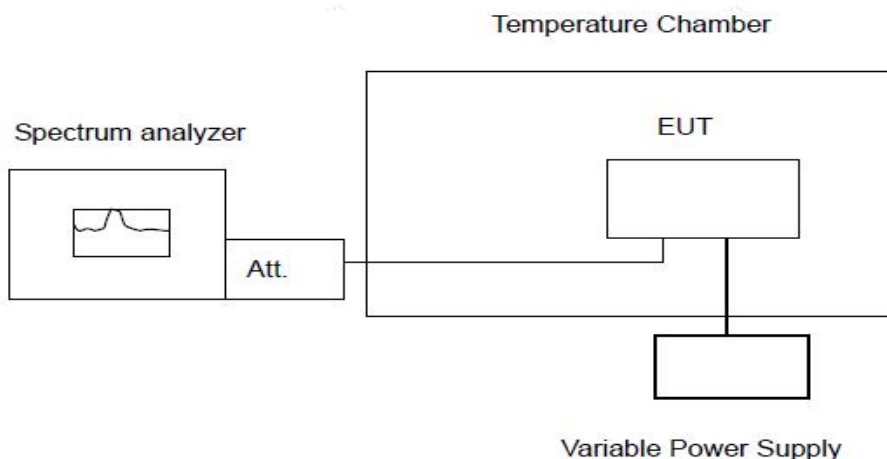 Temperature Chamber
Spectrum analyzer
EUT
Att.
Variable Power Supply